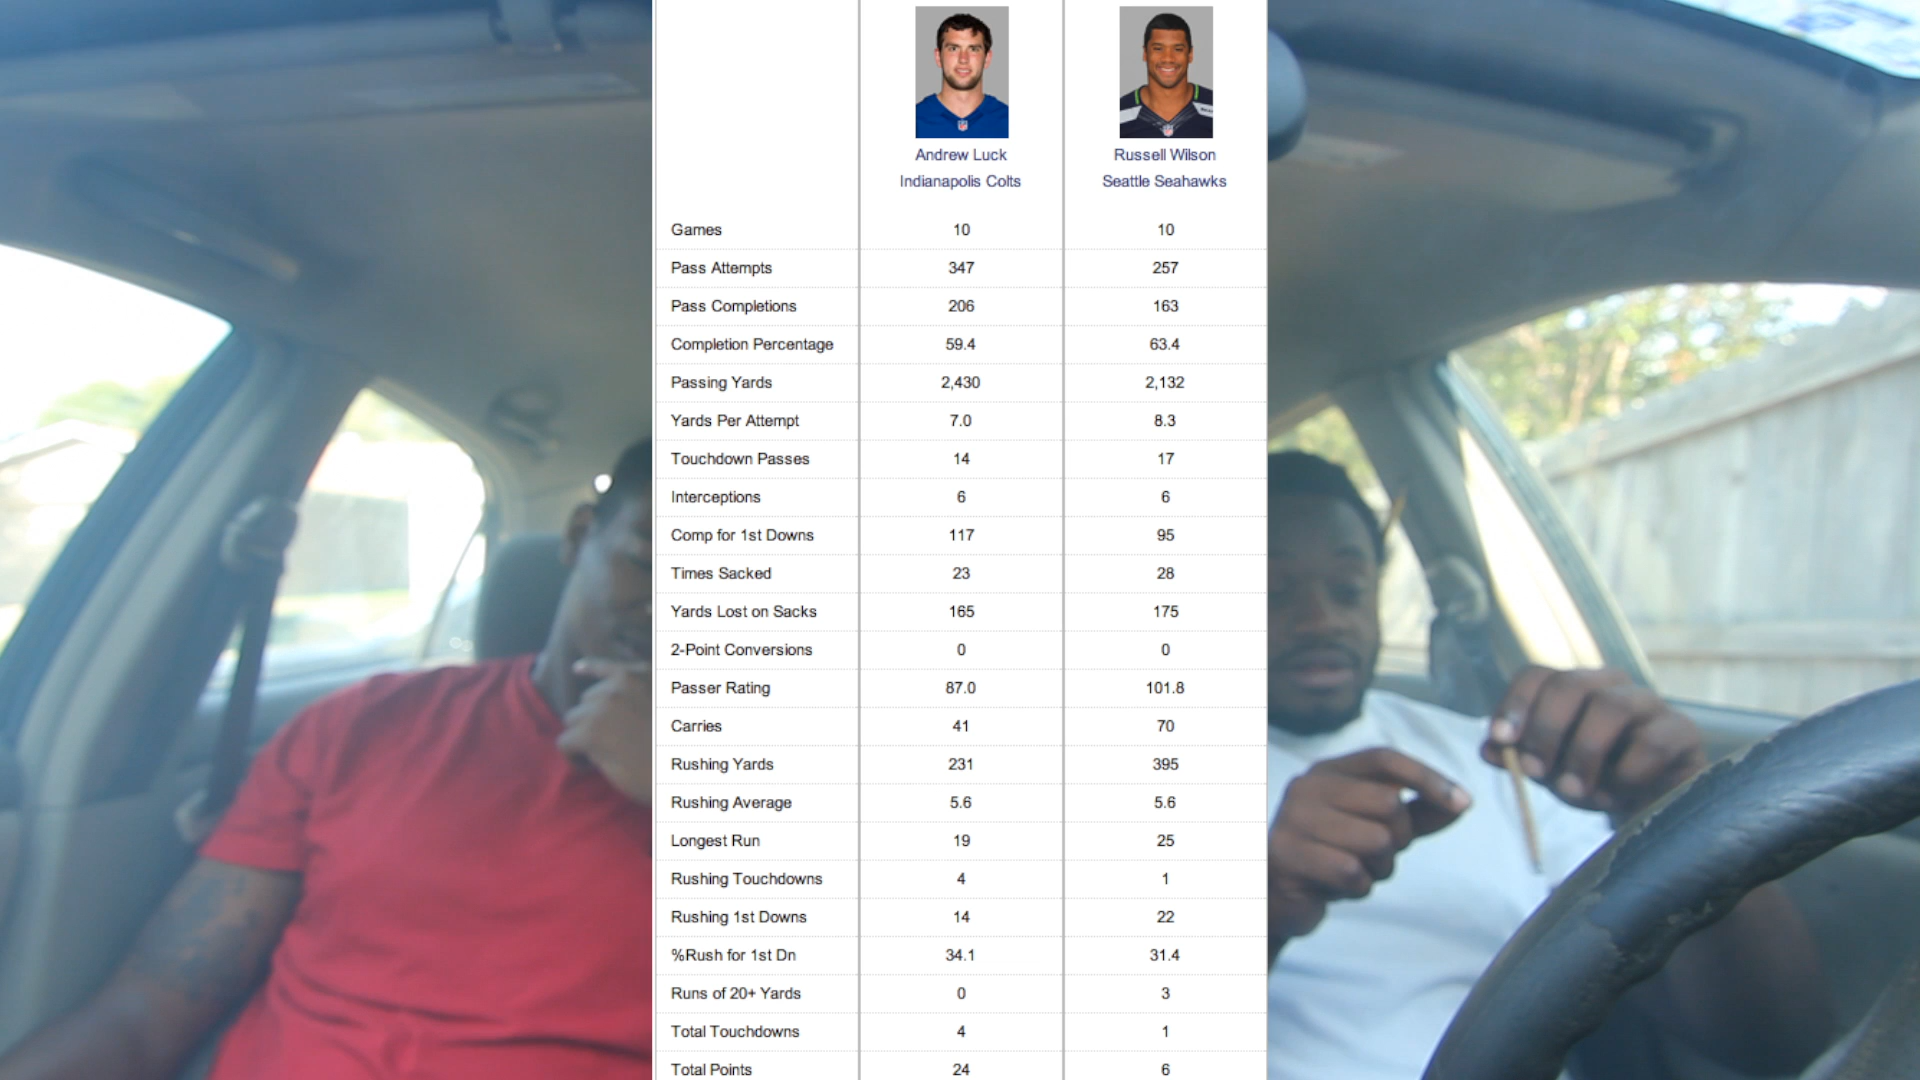 Andrew Luck Russell Wilson
Indianapolis Colts Seattle Seahawks
Games 10 10
Pass Attempts 347 257
Pass Completions 206 163
Completion Percentage 59.4 63.4
Passing Yards 2,430 2,132
Yards Per Attempt 7.0 8.3
Touchdown Passes 14 17
Interceptions 6 6
Comp for 1st Downs 117 95
Times Sacked 23 28
Yards Lost on Sacks 165 175
2-Point Conversions 0 0
Passer Rating 87.0 101.8
Carries 41 70
Rushing Yards 231 395
Rushing Average 5.6 5.6
Longest Run 19 25
Rushing Touchdowns 4 1
Rushing 1st Downs 14 22
%Rush for 1st Dn 34.1 31.4
Runs of 20+ Yards 0 3
Total Touchdowns 4 1
Total Points 24 6